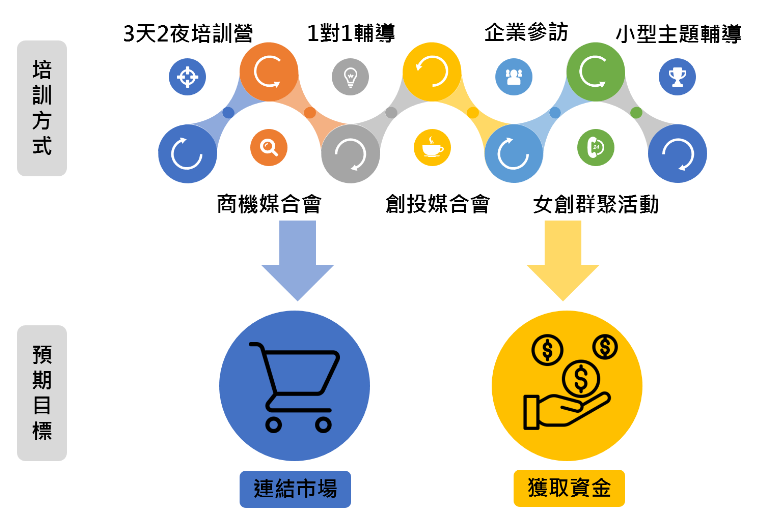 3天2夜培訓營
1對1輔導
企業參訪
小型主題輔導
培訓方式
24
商機媒合會
創投媒合會
女創群聚活動
預期目標
$
$
$
連結市場
獲取資金